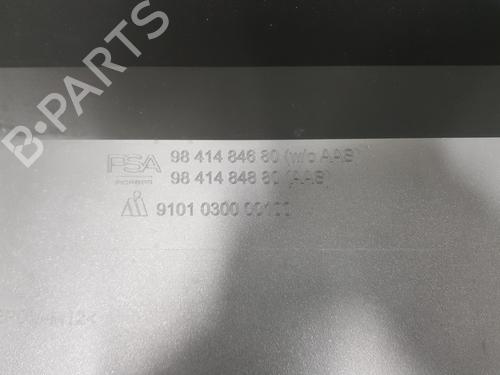 PSA 98 414 846 80 (w/o AAS)
98 414 848 80 (AAS)
9101 0300 00100
B-PARTS